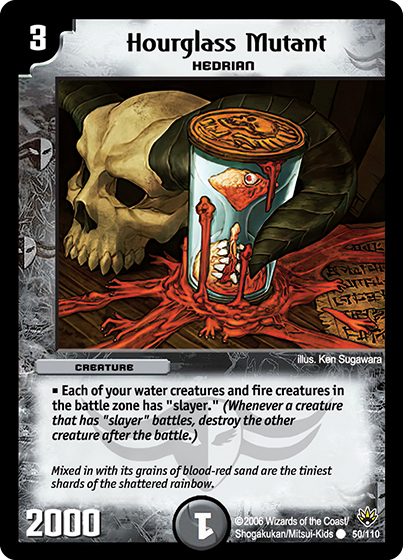 3
Hourglass Mutant
HEDRIAN
illus. Ken Sugawara
CREATURE
▪ Each of your water creatures and fire creatures in
the battle zone has "slayer." (Whenever a creature
that has "slayer" battles, destroy the other
creature after the battle.)
Mixed in with its grains of blood-red sand are the tiniest
shards of the shattered rainbow.
2000
1
©2006 Wizards of the Coast/
Shogakukan/Mitsui-Kids ● 50/110